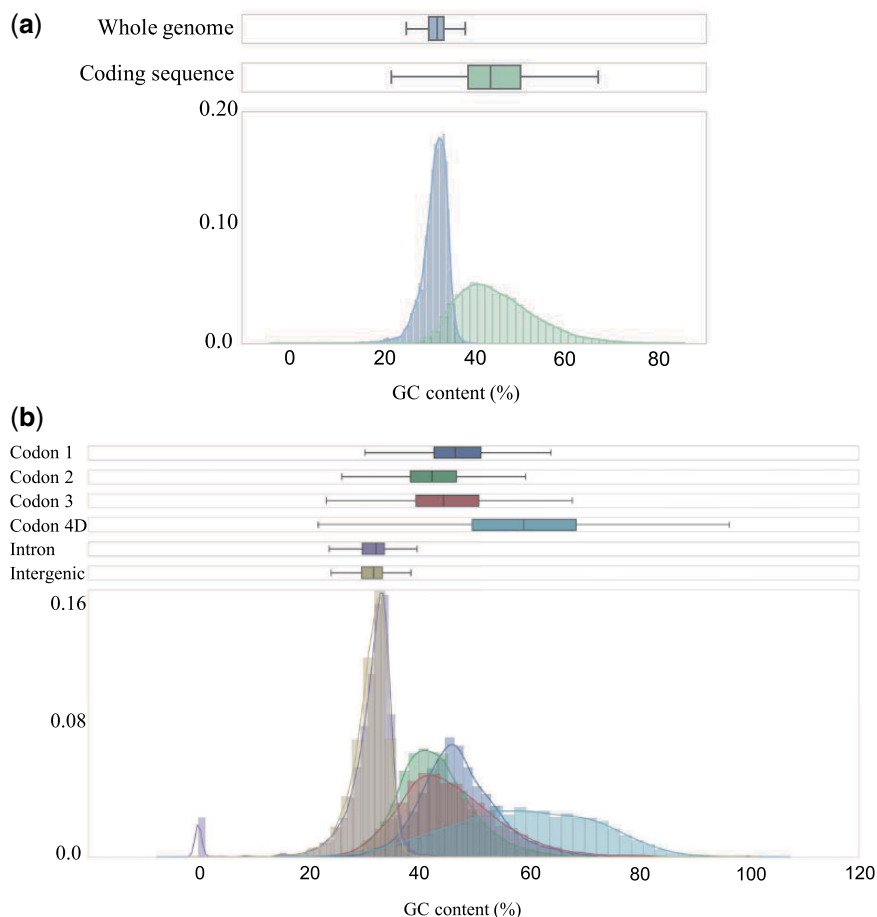 (a)
Whole genome
Coding sequence
0.20
0.10
0.0
0 20 40 60 80
GC content (%)
(b)
Codon 1
Codon 2
Codon 3
Codon 4D
Intron
Intergenic
0.16
0.08
0.0
0 20 40 60 80 100 120
GC content (%)